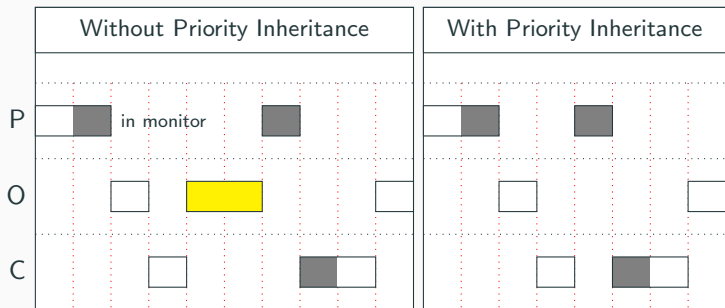 Without Priority Inheritance
With Priority Inheritance
P
in monitor
O
C